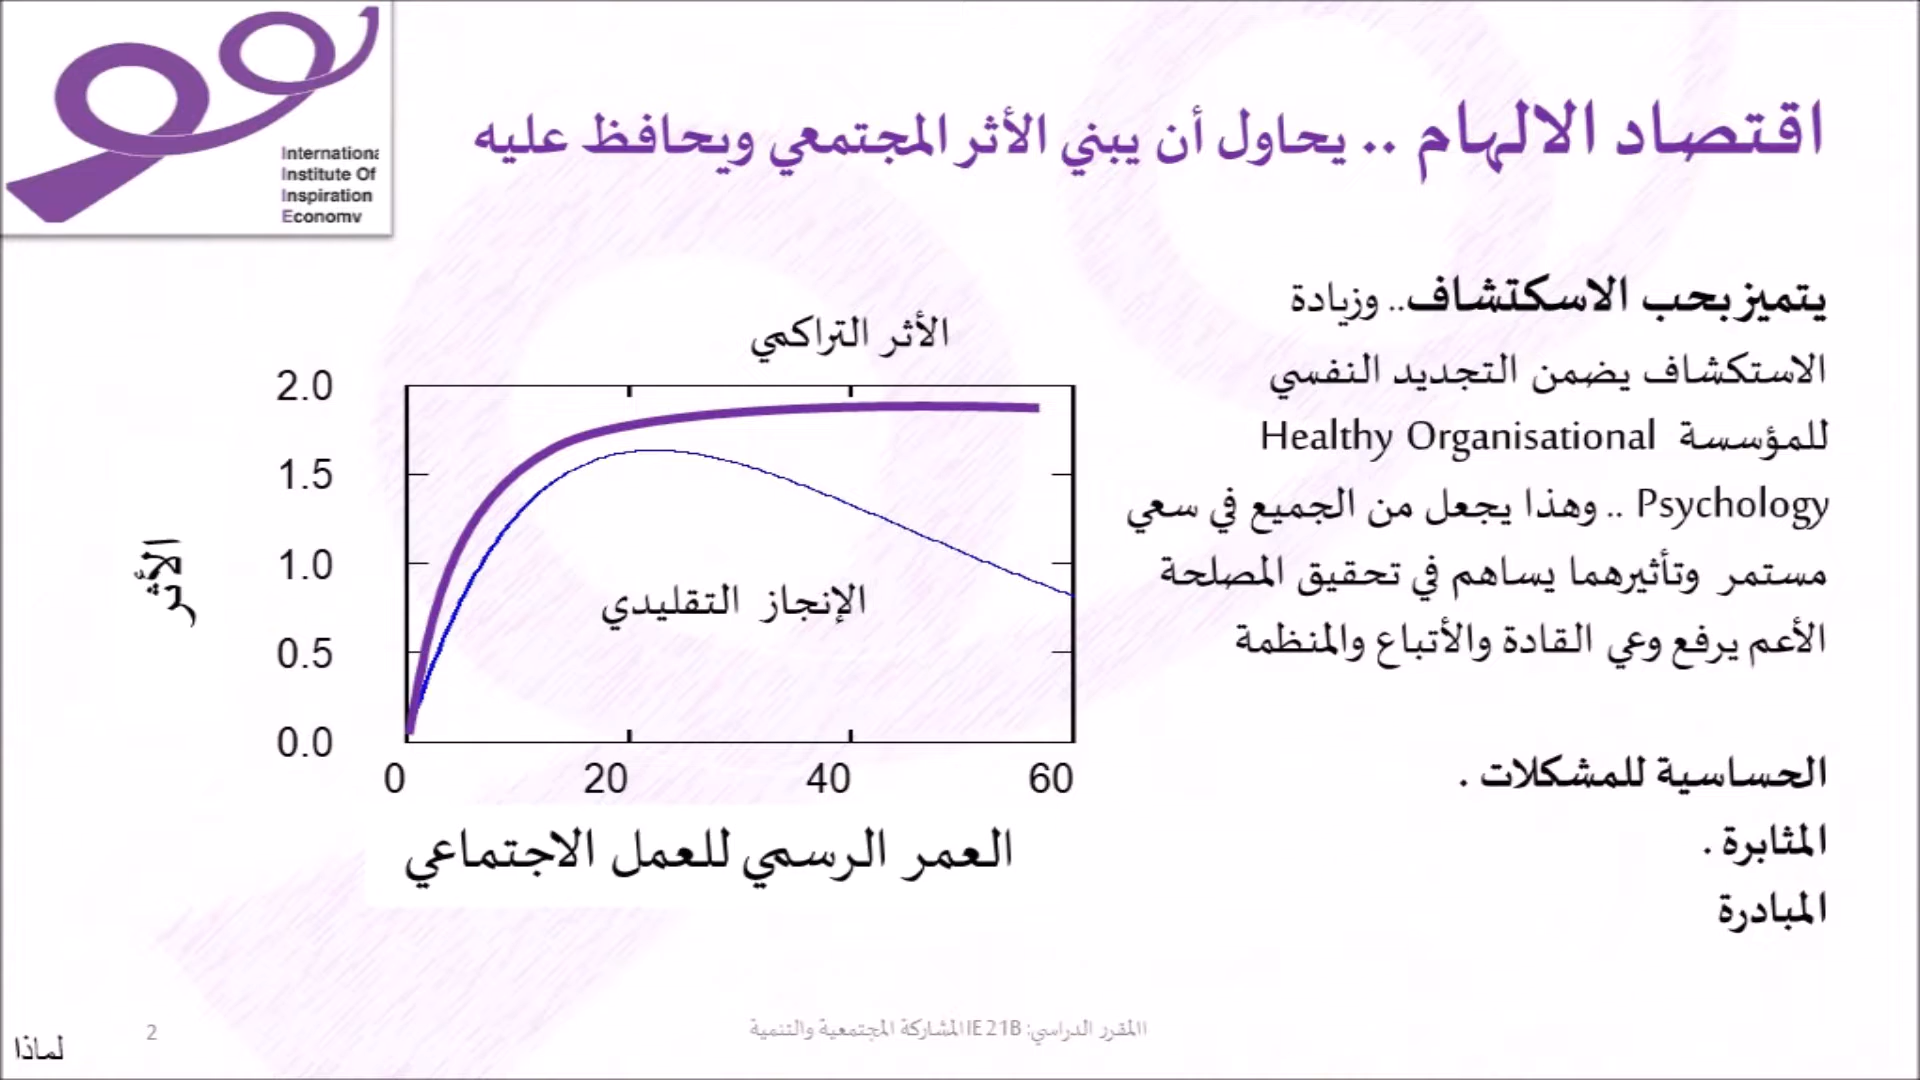 Internationa
Institute Of
Inspiration
Economy
اقتصاد الالهام .. يحاول أن يبني الأثر المجتمعي ويحافظ عليه
يتميز بحب الاسكتشاف.. وزيادة
الاستكشاف يضمن التجديد النفسي
للمؤسسة Healthy Organisational
Psychology .. وهذا يجعل من الجميع في سعي
مستمر وتأثيرهما يساهم في تحقيق المصلحة
الأعم يرفع وعي القادة والأتباع والمنظمة
الحساسية للمشكلات .
المثابرة .
المبادرة
الأثر التراكمي
2.0
1.5
1.0
0.5
0.0
الأثر
الإنجاز التقليدي
0 20 40 60
العمر الرسمي للعمل الاجتماعي
االمقرر الدراسي: IE 21B المشاركة المجتمعية والتنمية
2
لماذا